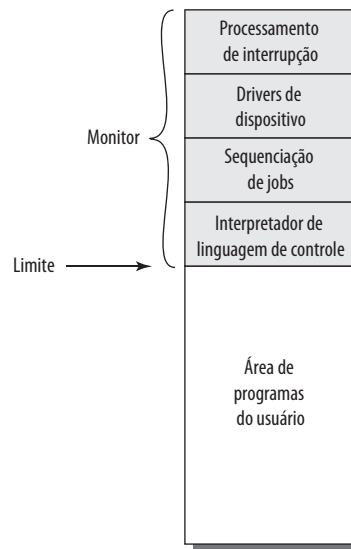 Processamento
de interrupção
Drivers de
dispositivo
Monitor
Sequenciação
de jobs
Interpretador de
linguagem de controle
Limite
Área de
programas
do usuário